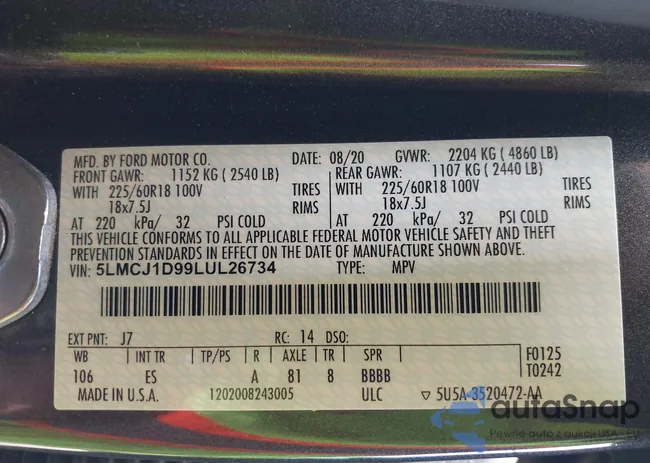 MFD. BY FORD MOTOR CO. DATE: 08/20 GVWR: 2204 KG ( 4860 LB)
FRONT GAWR: 1152 KG ( 2540 LB) REAR GAWR: 1107 KG ( 2440 LB)
WITH 225/60R18 100V TIRES WITH 225/60R18 100V TIRES
18x7.5J RIMS 18x7.5J RIMS
AT 220 kPa/ 32 PSI COLD AT 220 kPa/ 32 PSI COLD
THIS VEHICLE CONFORMS TO ALL APPLICABLE FEDERAL MOTOR VEHICLE SAFETY AND THEFT
PREVENTION STANDARDS IN EFFECT ON THE DATE OF MANUFACTURE SHOWN ABOVE.
VIN: 5LMCJ1D99LUL26734 TYPE: MPV
EXT PNT: J7 RC: 14 DSO:
WB INT TR TP/PS R AXLE TR SPR F0125
106 ES A 81 8 BBBB T0242
MADE IN U.S.A. 1202008243005 ULC ▽ 5U5A-3520472-AA
autoSnap
Pewne auto z aukcji USA - EU